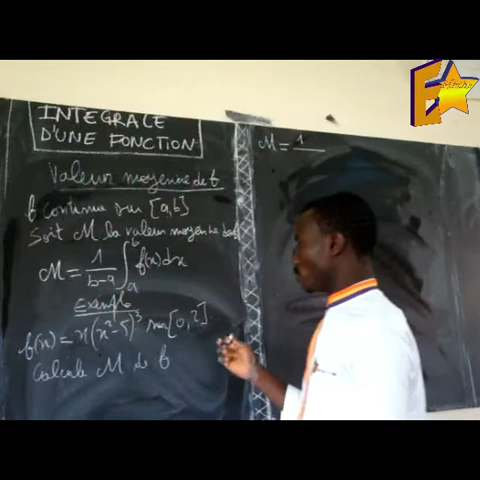 INTEGRALE
D'UNE FONCTION
Valeur moyenne de f
f continue sur [a,b]
Soit M la valeur moyenne de f
M = 1/(b-a) ∫_a^b f(x)dx
Exemple
f(x) = x(x²-5)³ sur [0,2].
Calcule M de f
M = 1
E